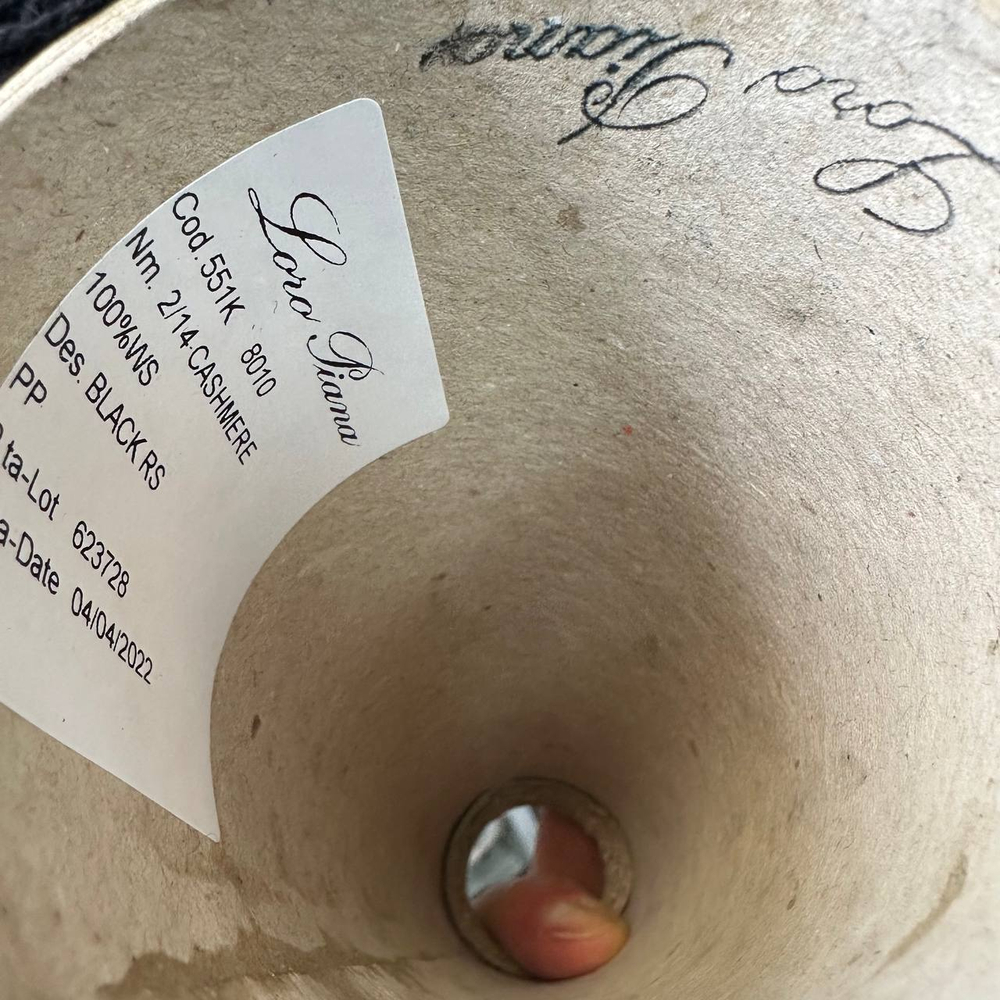 Loro Piana
Loro Piana
Cod. 551K 8010
Nm. 2/14 CASHMERE
100%WS
Des. BLACK RS
PP
ta-Lot 623728
a-Date 04/04/2022